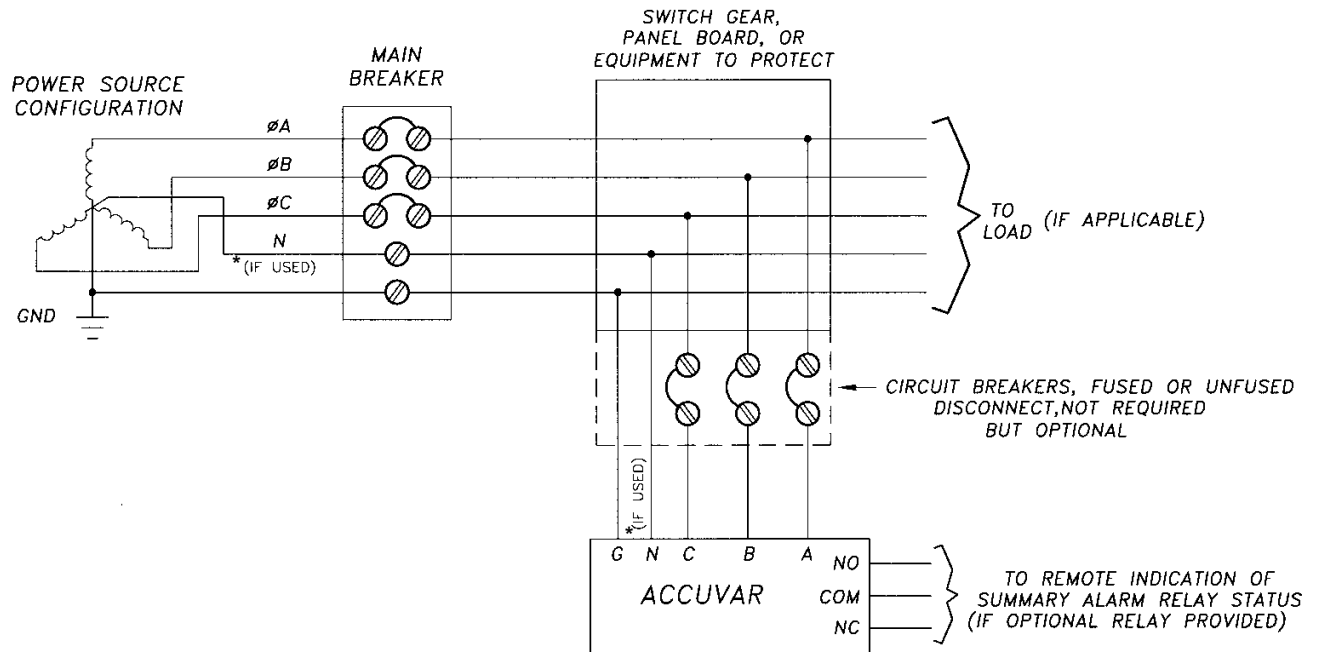 SWITCH GEAR,
PANEL BOARD, OR
EQUIPMENT TO PROTECT
MAIN
BREAKER
POWER SOURCE
CONFIGURATION
øA
øB
øC
N
*(IF USED)
GND
TO
LOAD
(IF APPLICABLE)
CIRCUIT BREAKERS, FUSED OR UNFUSED
DISCONNECT,NOT REQUIRED
BUT OPTIONAL
*(IF USED)
G N C B A
ACCUVAR
NO
COM
NC
TO REMOTE INDICATION OF
SUMMARY ALARM RELAY STATUS
(IF OPTIONAL RELAY PROVIDED)